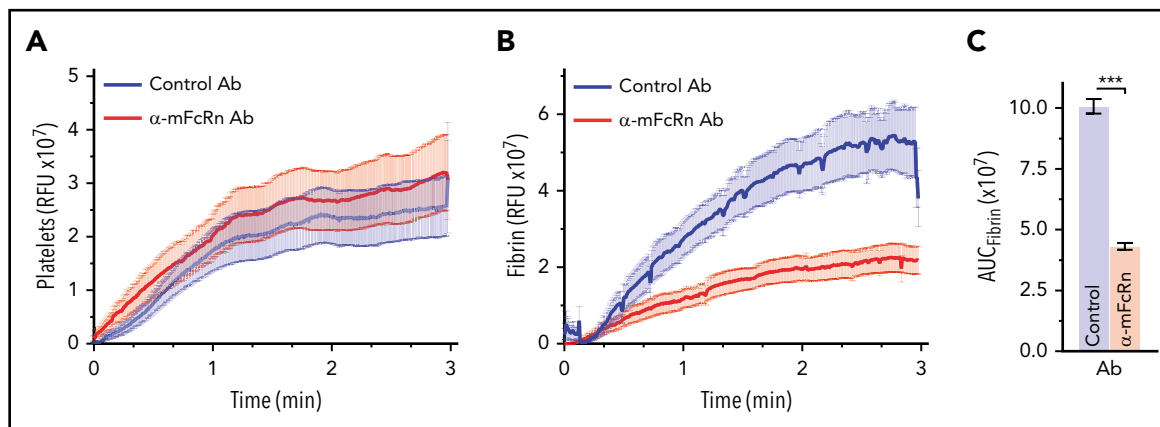 A
Platelets (RFU x10⁷)
5
4
3
2
1
0
Control Ab
α-mFcRn Ab
0
1
2
3
Time (min)
B
Fibrin (RFU x10⁷)
6
4
2
0
Control Ab
α-mFcRn Ab
0
1
2
3
Time (min)
C
AUC_Fibrin (x10⁷)
***
10.0
7.5
5.0
2.5
0.0
Control
α-mFcRn
Ab